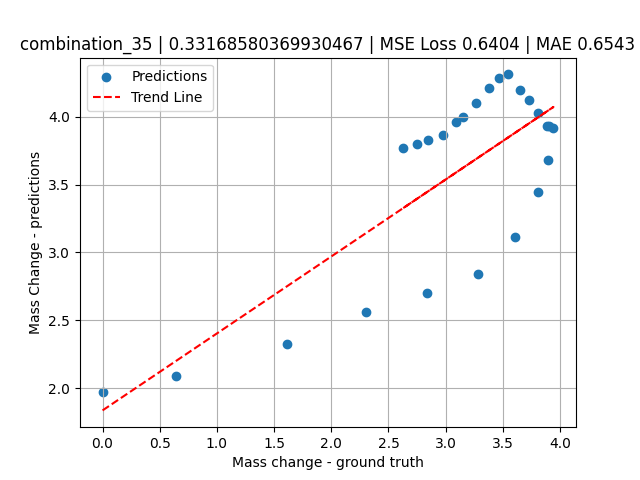 combination_35 | 0.33168580369930467 | MSE Loss 0.6404 | MAE 0.6543
Predictions
Trend Line
4.0
3.5
3.0
2.5
2.0
Mass Change - predictions
0.0 0.5 1.0 1.5 2.0 2.5 3.0 3.5 4.0
Mass change - ground truth